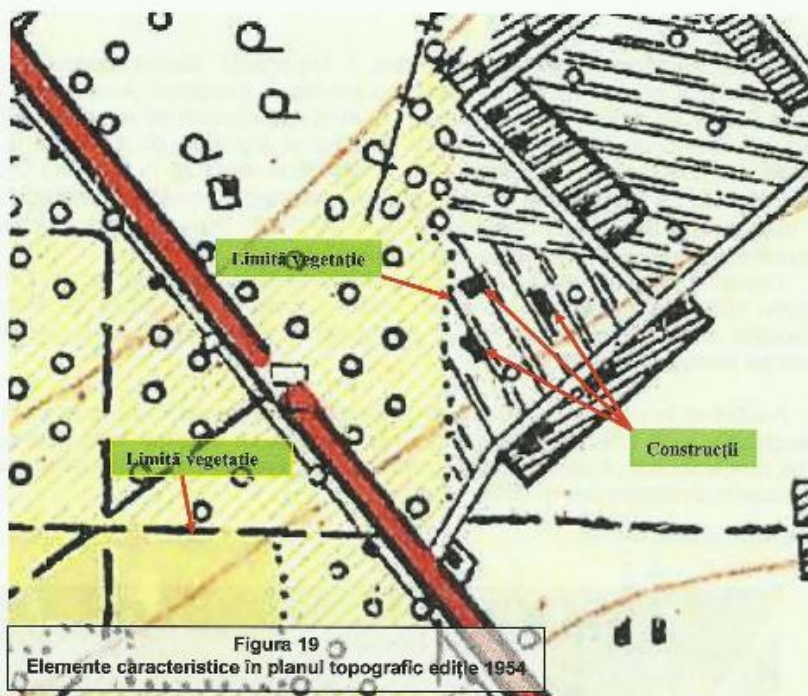 Limită vegetație
Limită vegetație
Construcții
Figura 19
Elemente caracteristice în planul topografic ediție 1954